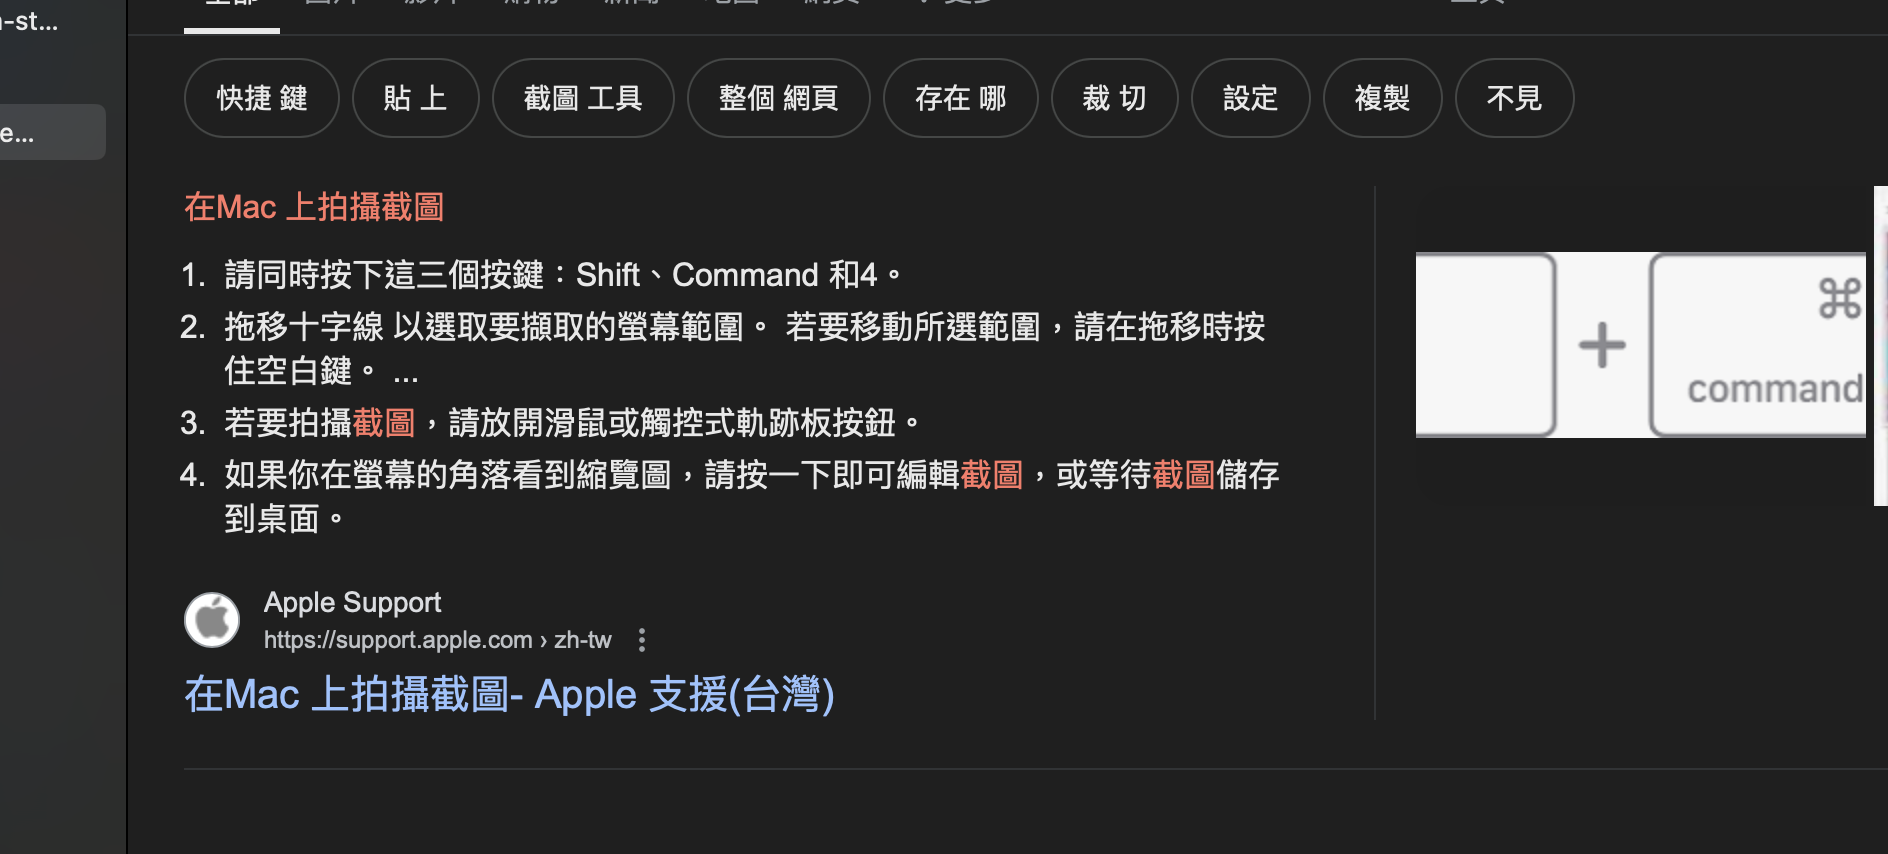 -st...
e...
快捷 鍵
貼 上
截圖 工具
整個 網頁
存在 哪
裁 切
設定
複製
不見
在Mac 上拍攝截圖
1. 請同時按下這三個按鍵：Shift、Command 和4。
2. 拖移十字線 以選取要擷取的螢幕範圍。 若要移動所選範圍，請在拖移時按
住空白鍵。 ...
3. 若要拍攝截圖，請放開滑鼠或觸控式軌跡板按鈕。
4. 如果你在螢幕的角落看到縮覽圖，請按一下即可編輯截圖，或等待截圖儲存
到桌面。
⌘
+
command
Apple Support
https://support.apple.com › zh-tw
在Mac 上拍攝截圖- Apple 支援(台灣)